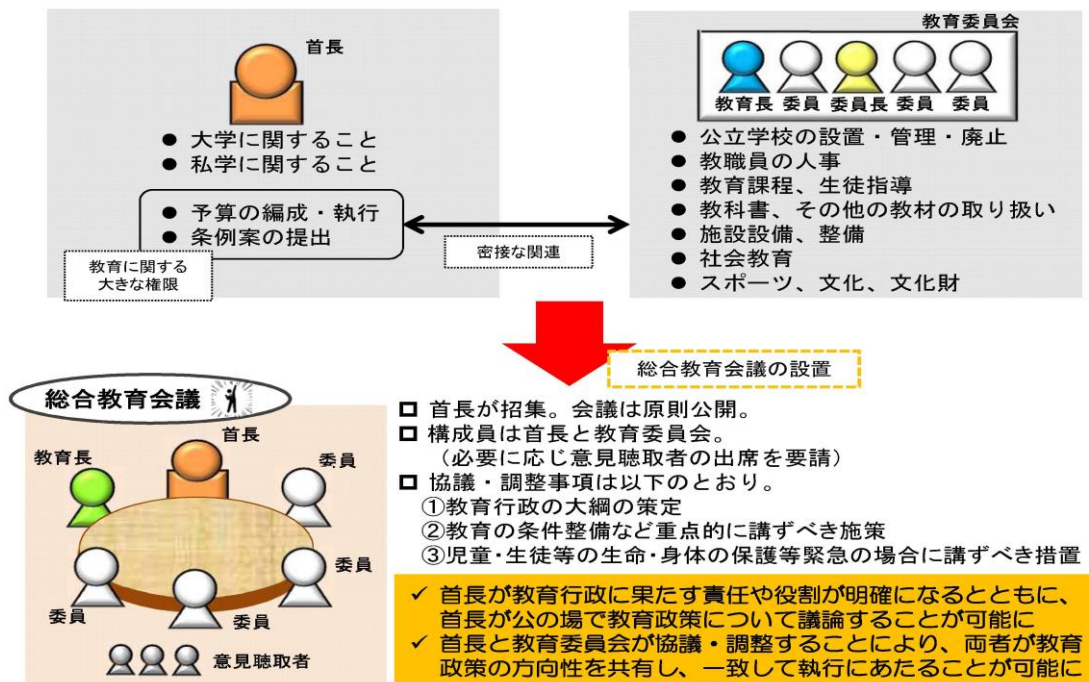 首長
● 大学に関すること
● 私学に関すること
● 予算の編成・執行
● 条例案の提出
教育に関する
大きな権限
密接な関連
教育委員会
教育長 委員 委員長 委員 委員
● 公立学校の設置・管理・廃止
● 教職員の人事
● 教育課程、生徒指導
● 教科書、その他の教材の取り扱い
● 施設設備、整備
● 社会教育
● スポーツ、文化、文化財
総合教育会議の設置
総合教育会議
首長
教育長
委員
委員
委員
委員
意見聴取者
□ 首長が招集。会議は原則公開。
□ 構成員は首長と教育委員会。
（必要に応じ意見聴取者の出席を要請）
□ 協議・調整事項は以下のとおり。
①教育行政の大綱の策定
②教育の条件整備など重点的に講ずべき施策
③児童・生徒等の生命・身体の保護等緊急の場合に講ずべき措置
✓ 首長が教育行政に果たす責任や役割が明確になるとともに、
首長が公の場で教育政策について議論することが可能に
✓ 首長と教育委員会が協議・調整することにより、両者が教育
政策の方向性を共有し、一致して執行にあたることが可能に